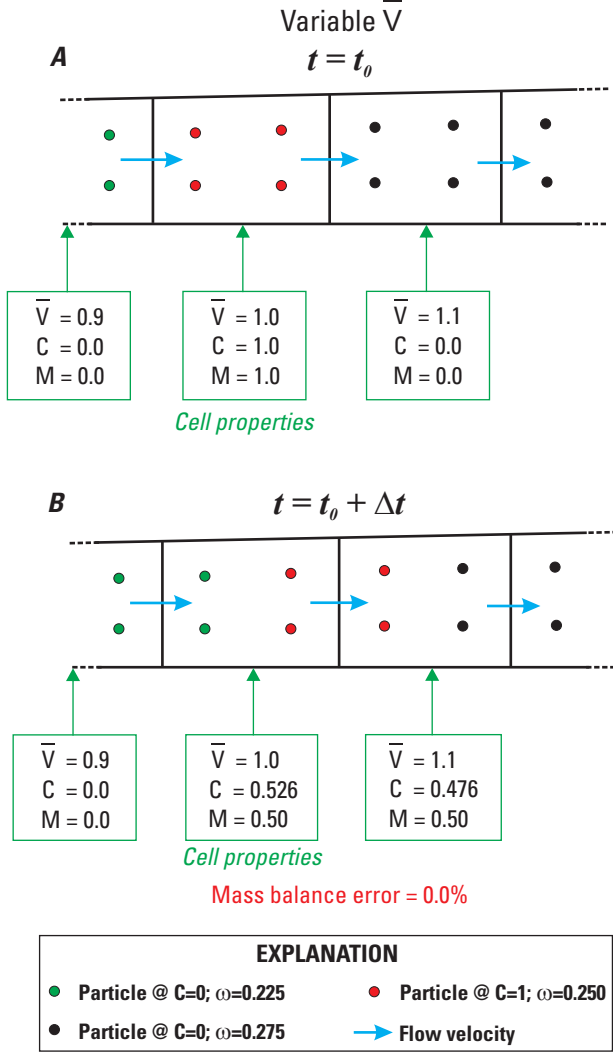 Variable V̅
A
t = t₀
V̅ = 0.9
C = 0.0
M = 0.0
V̅ = 1.0
C = 1.0
M = 1.0
V̅ = 1.1
C = 0.0
M = 0.0
Cell properties
B
t = t₀ + Δt
V̅ = 0.9
C = 0.0
M = 0.0
V̅ = 1.0
C = 0.526
M = 0.50
V̅ = 1.1
C = 0.476
M = 0.50
Cell properties
Mass balance error = 0.0%
EXPLANATION
Particle @ C=0; ω=0.225
Particle @ C=1; ω=0.250
Particle @ C=0; ω=0.275
Flow velocity